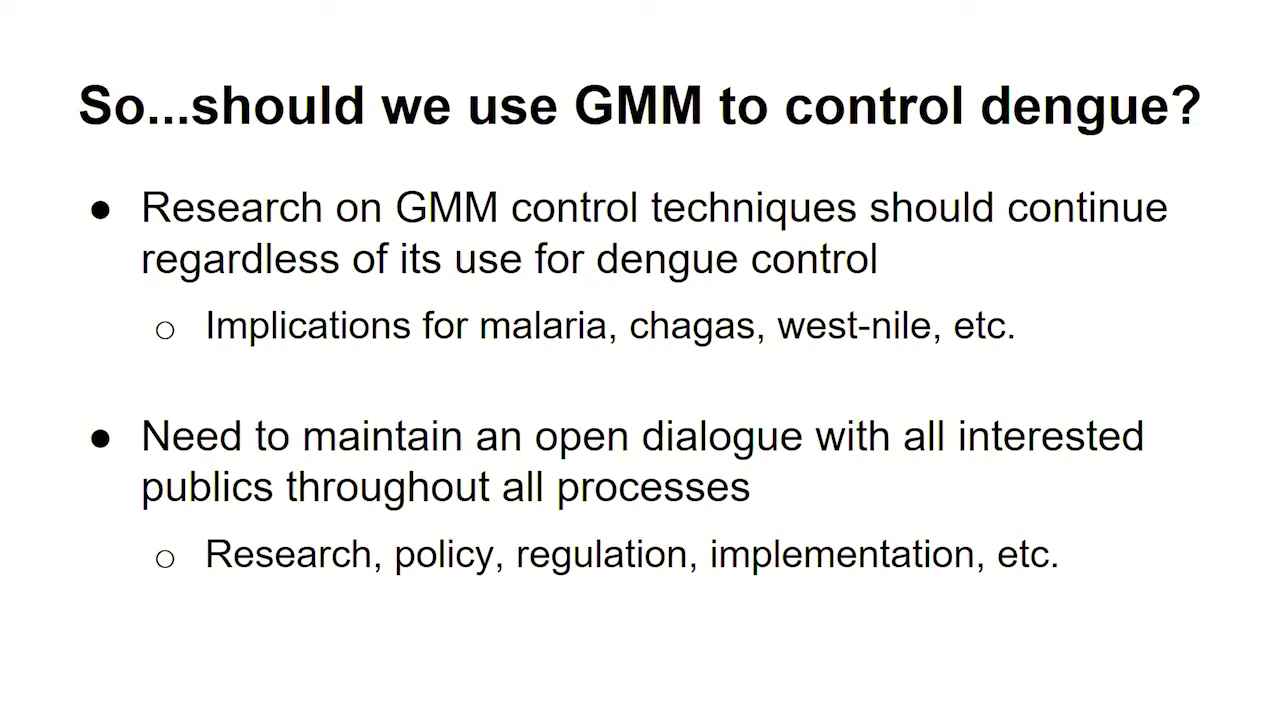 So...should we use GMM to control dengue?
● Research on GMM control techniques should continue
regardless of its use for dengue control
○ Implications for malaria, chagas, west-nile, etc.
● Need to maintain an open dialogue with all interested
publics throughout all processes
○ Research, policy, regulation, implementation, etc.